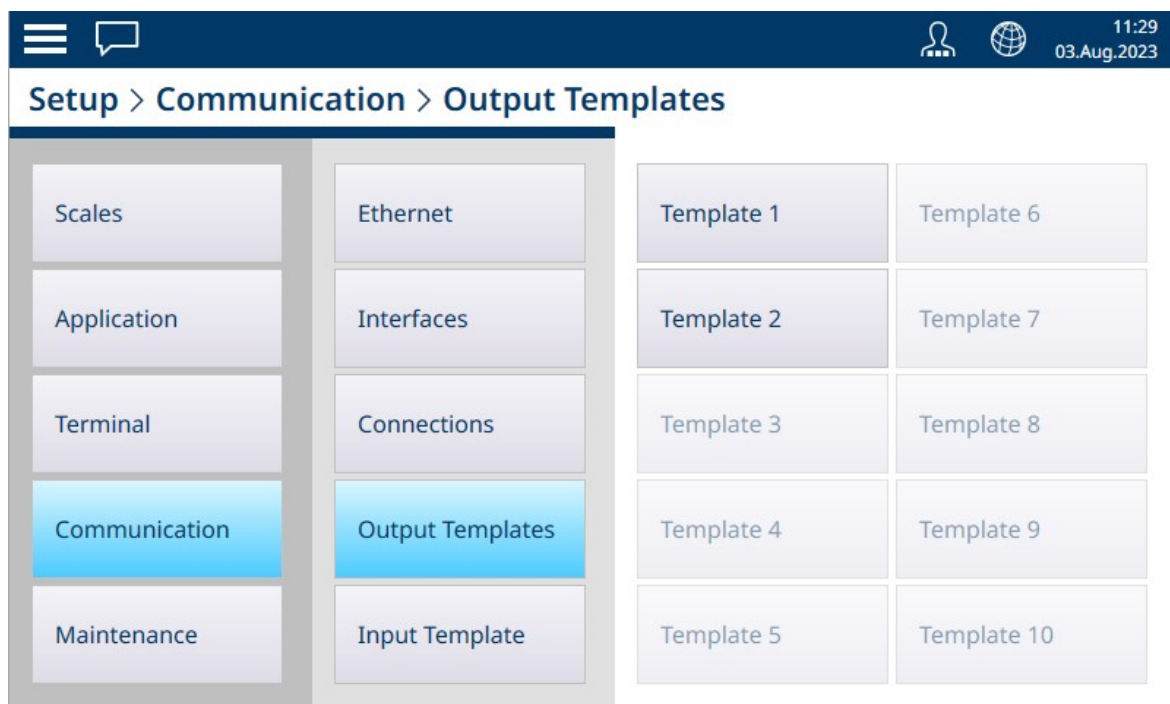 11:29
03.Aug.2023
Setup > Communication > Output Templates
Scales
Ethernet
Template 1
Template 6
Application
Interfaces
Template 2
Template 7
Terminal
Connections
Template 3
Template 8
Communication
Output Templates
Template 4
Template 9
Maintenance
Input Template
Template 5
Template 10